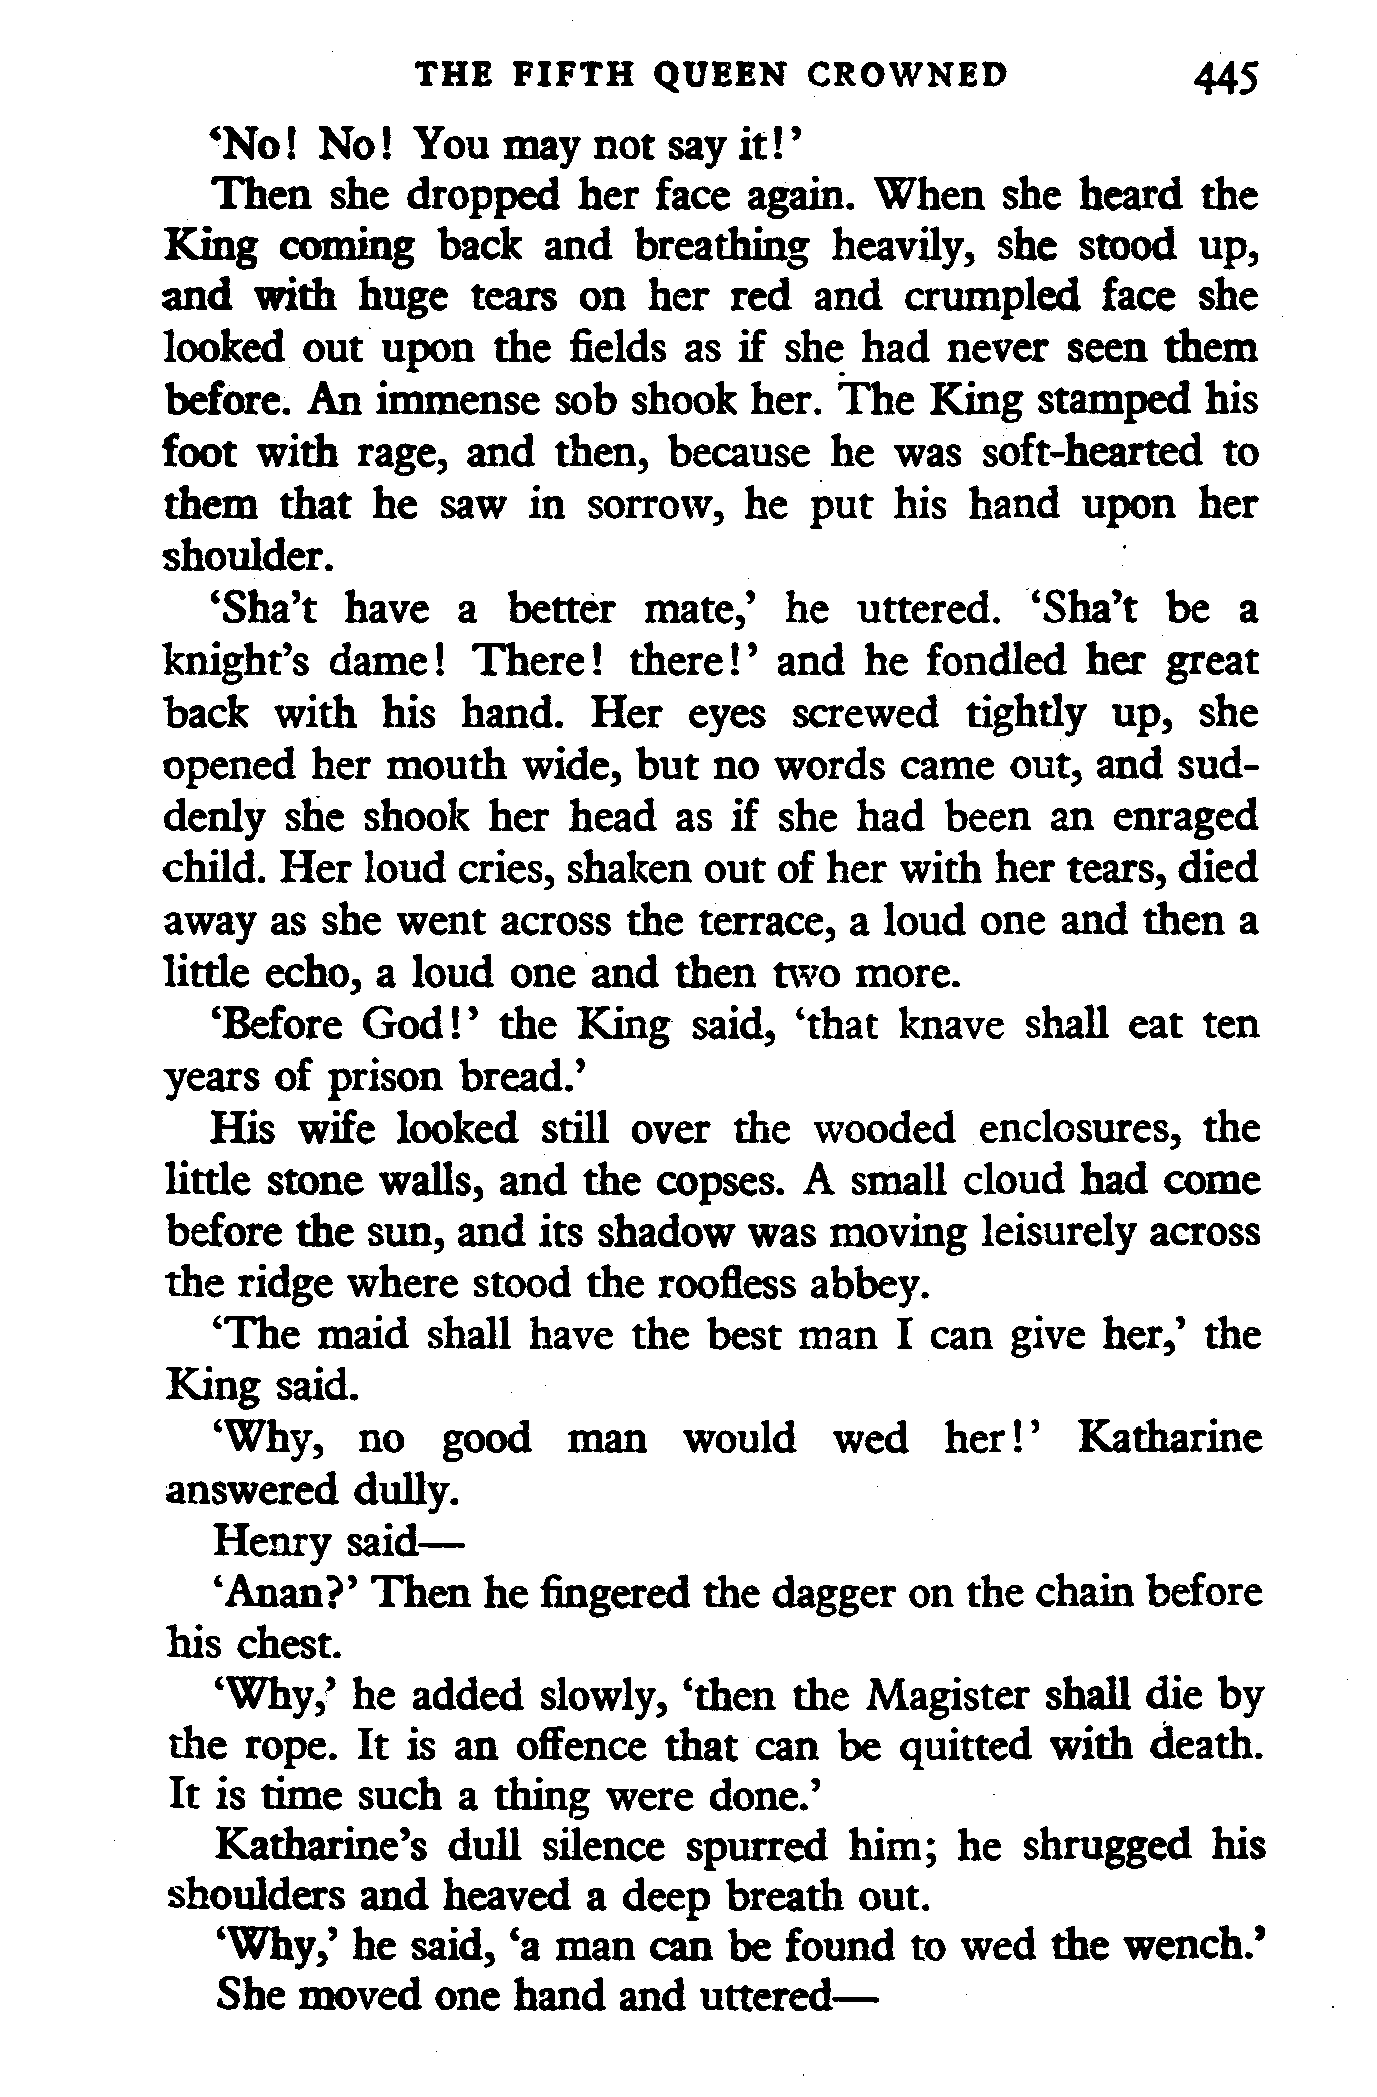 THE FIFTH QUEEN CROWNED 445
‘No! No! You may not say it!’
Then she dropped her face again. When she heard the
King coming back and breathing heavily, she stood up,
and with huge tears on her red and crumpled face she
looked out upon the fields as if she had never seen them
before. An immense sob shook her. The King stamped his
foot with rage, and then, because he was soft-hearted to
them that he saw in sorrow, he put his hand upon her
shoulder.
‘Sha’t have a better mate,’ he uttered. ‘Sha’t be a
knight’s dame! There! there!’ and he fondled her great
back with his hand. Her eyes screwed tightly up, she
opened her mouth wide, but no words came out, and sud-
denly she shook her head as if she had been an enraged
child. Her loud cries, shaken out of her with her tears, died
away as she went across the terrace, a loud one and then a
little echo, a loud one and then two more.
‘Before God!’ the King said, ‘that knave shall eat ten
years of prison bread.’
His wife looked still over the wooded enclosures, the
little stone walls, and the copses. A small cloud had come
before the sun, and its shadow was moving leisurely across
the ridge where stood the roofless abbey.
‘The maid shall have the best man I can give her,’ the
King said.
‘Why, no good man would wed her!’ Katharine
answered dully.
Henry said—
‘Anan?’ Then he fingered the dagger on the chain before
his chest.
‘Why,’ he added slowly, ‘then the Magister shall die by
the rope. It is an offence that can be quitted with death.
It is time such a thing were done.’
Katharine’s dull silence spurred him; he shrugged his
shoulders and heaved a deep breath out.
‘Why,’ he said, ‘a man can be found to wed the wench.’
She moved one hand and uttered—